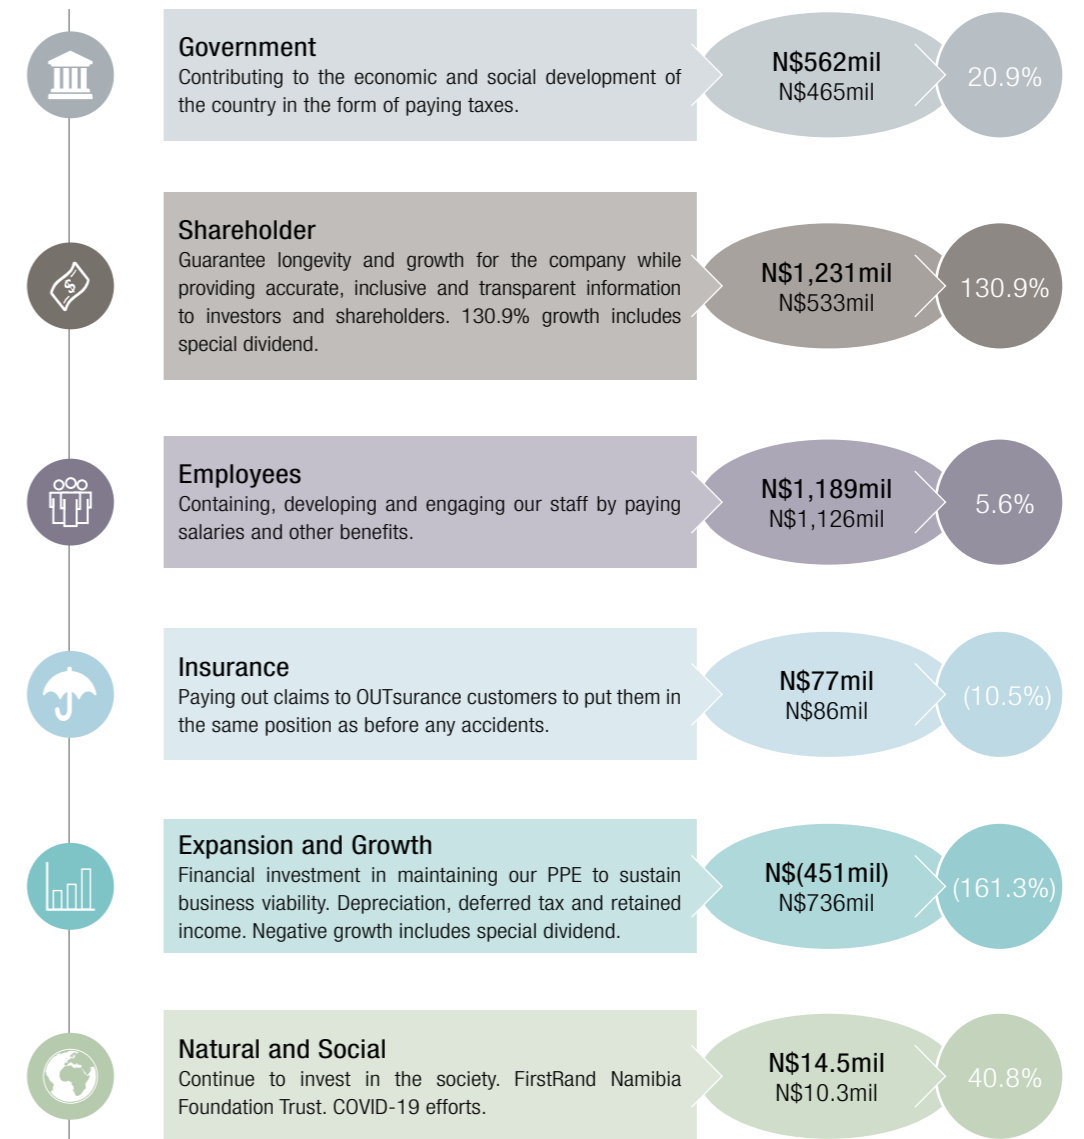 Government
Contributing to the economic and social development of
the country in the form of paying taxes.
N$562mil
N$465mil
20.9%
Shareholder
Guarantee longevity and growth for the company while
providing accurate, inclusive and transparent information
to investors and shareholders. 130.9% growth includes
special dividend.
N$1,231mil
N$533mil
130.9%
Employees
Containing, developing and engaging our staff by paying
salaries and other benefits.
N$1,189mil
N$1,126mil
5.6%
Insurance
Paying out claims to OUTsurance customers to put them in
the same position as before any accidents.
N$77mil
N$86mil
(10.5%)
Expansion and Growth
Financial investment in maintaining our PPE to sustain
business viability. Depreciation, deferred tax and retained
income. Negative growth includes special dividend.
N$(451mil)
N$736mil
(161.3%)
Natural and Social
Continue to invest in the society. FirstRand Namibia
Foundation Trust. COVID-19 efforts.
N$14.5mil
N$10.3mil
40.8%